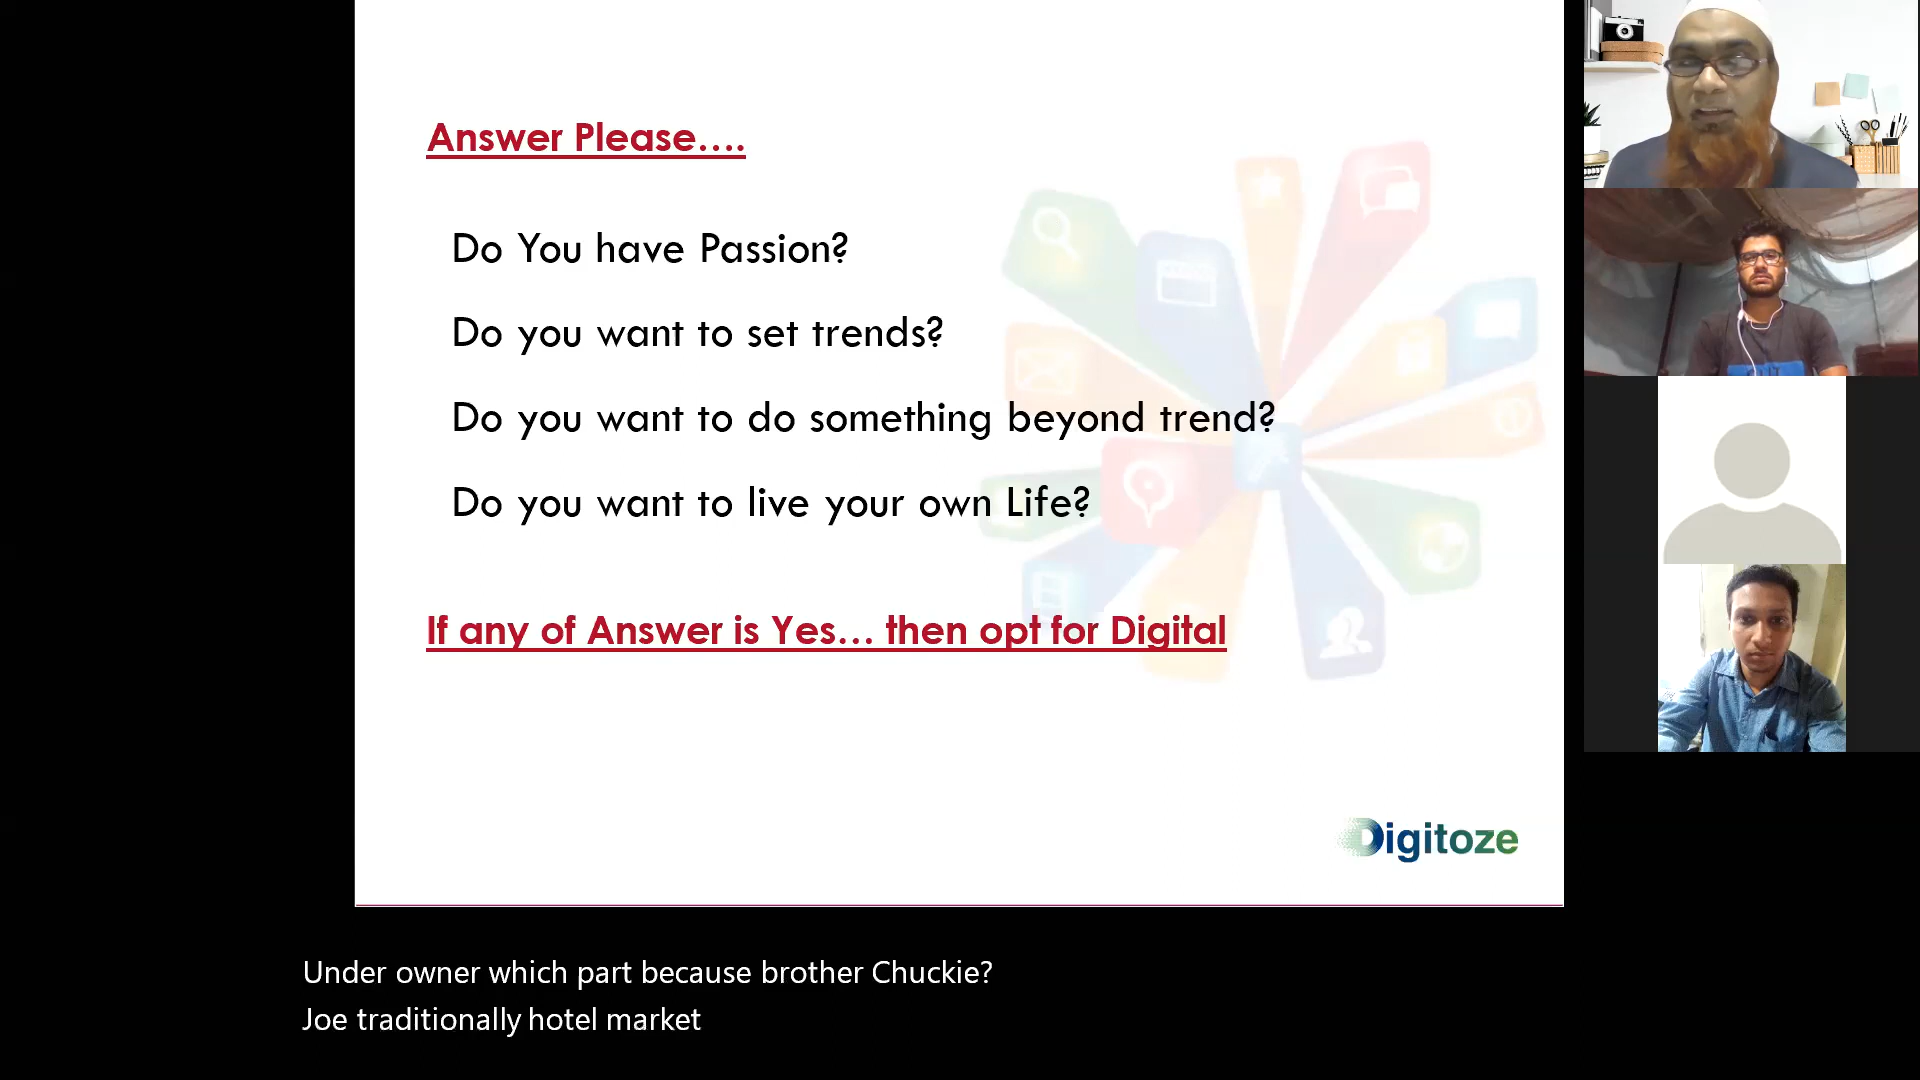 Answer Please....
Do You have Passion?
Do you want to set trends?
Do you want to do something beyond trend?
Do you want to live your own Life?
If any of Answer is Yes... then opt for Digital
Digitoze
Under owner which part because brother Chuckie?
Joe traditionally hotel market